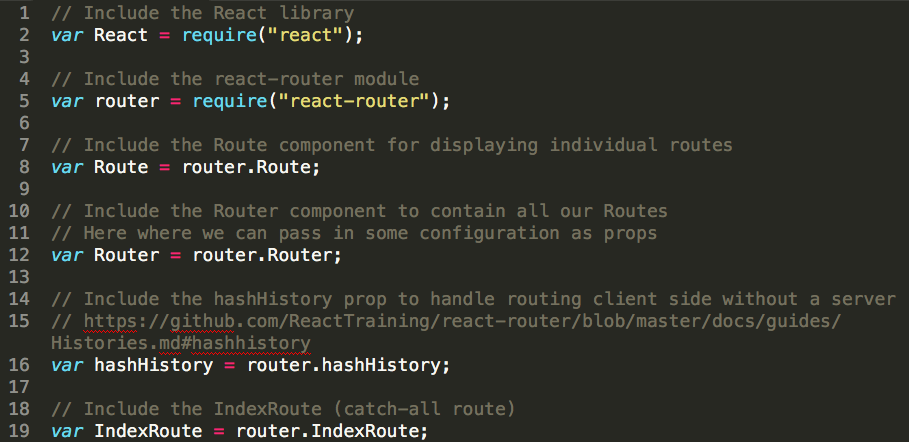 1 // Include the React library
2 var React = require("react");
3
4 // Include the react-router module
5 var router = require("react-router");
6
7 // Include the Route component for displaying individual routes
8 var Route = router.Route;
9
10 // Include the Router component to contain all our Routes
11 // Here where we can pass in some configuration as props
12 var Router = router.Router;
13
14 // Include the hashHistory prop to handle routing client side without a server
15 // https://github.com/ReactTraining/react-router/blob/master/docs/guides/
Histories.md#hashhistory
16 var hashHistory = router.hashHistory;
17
18 // Include the IndexRoute (catch-all route)
19 var IndexRoute = router.IndexRoute;